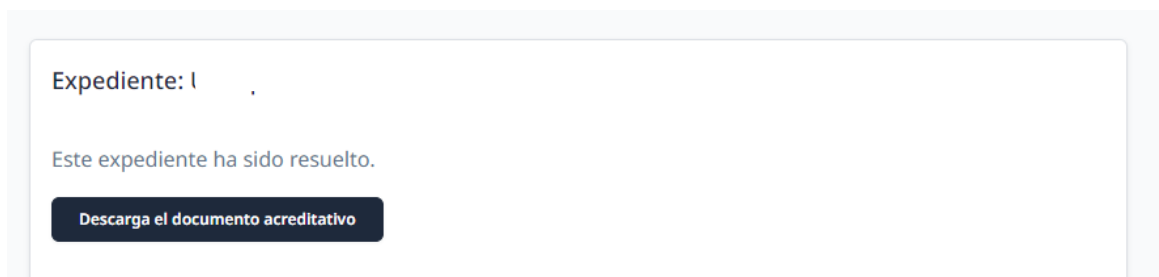 Expediente:
Este expediente ha sido resuelto.
Descarga el documento acreditativo